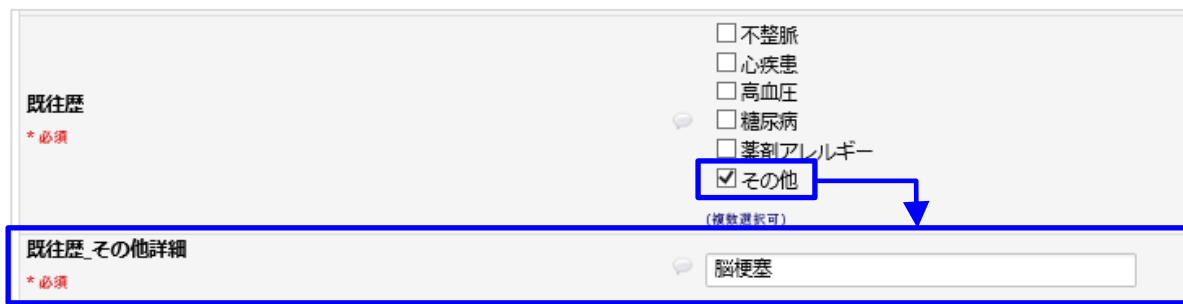 不整脈
心疾患
高血圧
既往歴
* 必須
糖尿病
薬剤アレルギー
その他
(複数選択可)
既往歴_その他詳細
* 必須
脳梗塞